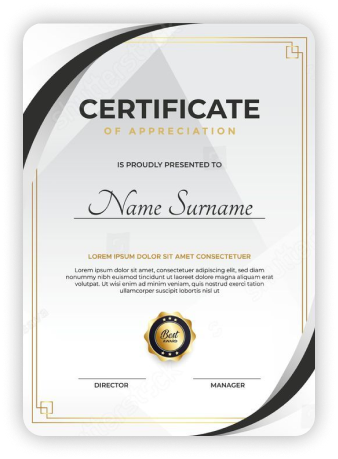 CERTIFICATE
OF APPRECIATION
IS PROUDLY PRESENTED TO
Name Surname
LOREM IPSUM DOLOR SIT AMET CONSECTETUER
Lorem ipsum dolor sit amet, consectetuer adipiscing elit, sed diam
nonummy nibh euismod tincidunt ut laoreet dolore magna
aliquam erat volutpat. Ut wisi enim ad minim veniam, quis
nostrud exerci tation ullamcorper suscipit lobortis nisl ut
Best
AWARD
DIRECTOR
MANAGER